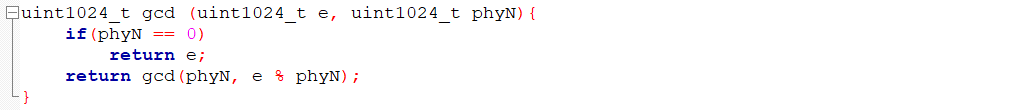 uint1024_t gcd (uint1024_t e, uint1024_t phyN){
    if(phyN == 0)
        return e;
    return gcd(phyN, e % phyN);
}